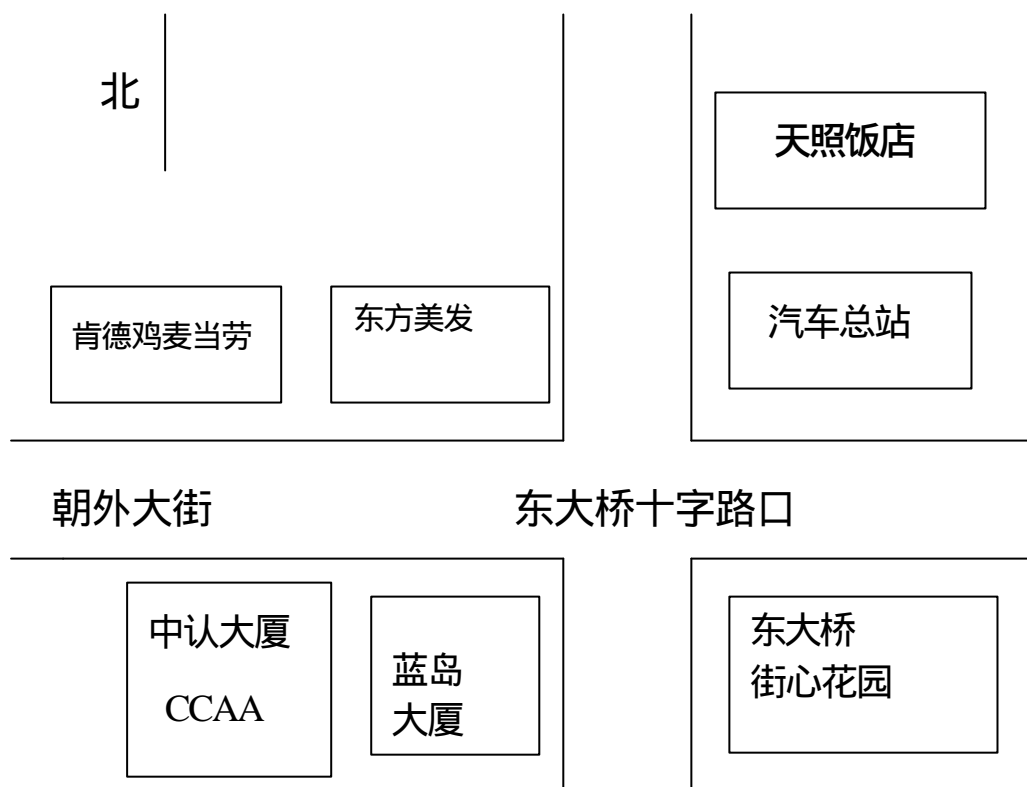 北
天照饭店
肯德鸡麦当劳
东方美发
汽车总站
朝外大街
东大桥十字路口
中认大厦
CCAA
蓝岛
大厦
东大桥
街心花园